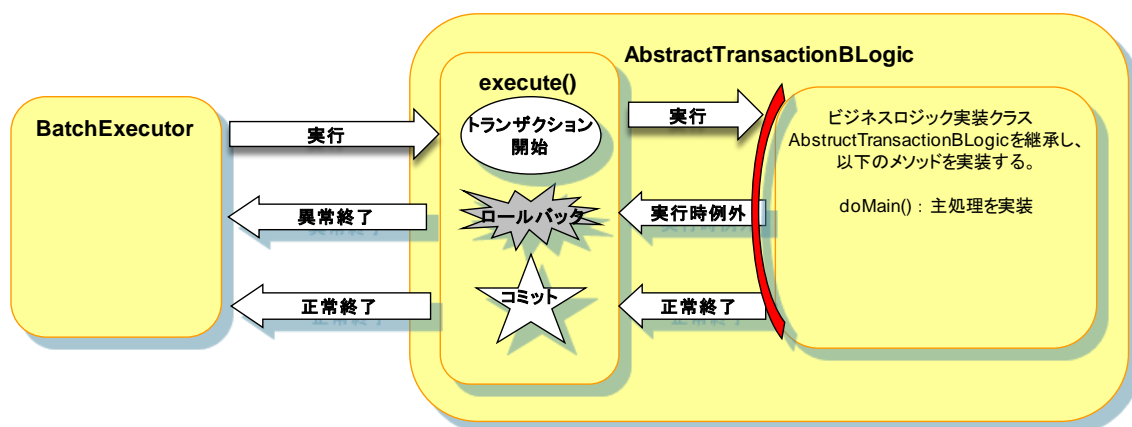 AbstractTransactionBLogic
execute()
BatchExecutor
実行
トランザクション
開始
実行
ビジネスロジック実装クラス
AbstructTransactionBLogicを継承し、
以下のメソッドを実装する。
doMain()：主処理を実装
異常終了
ロールバック
実行時例外
正常終了
コミット
正常終了